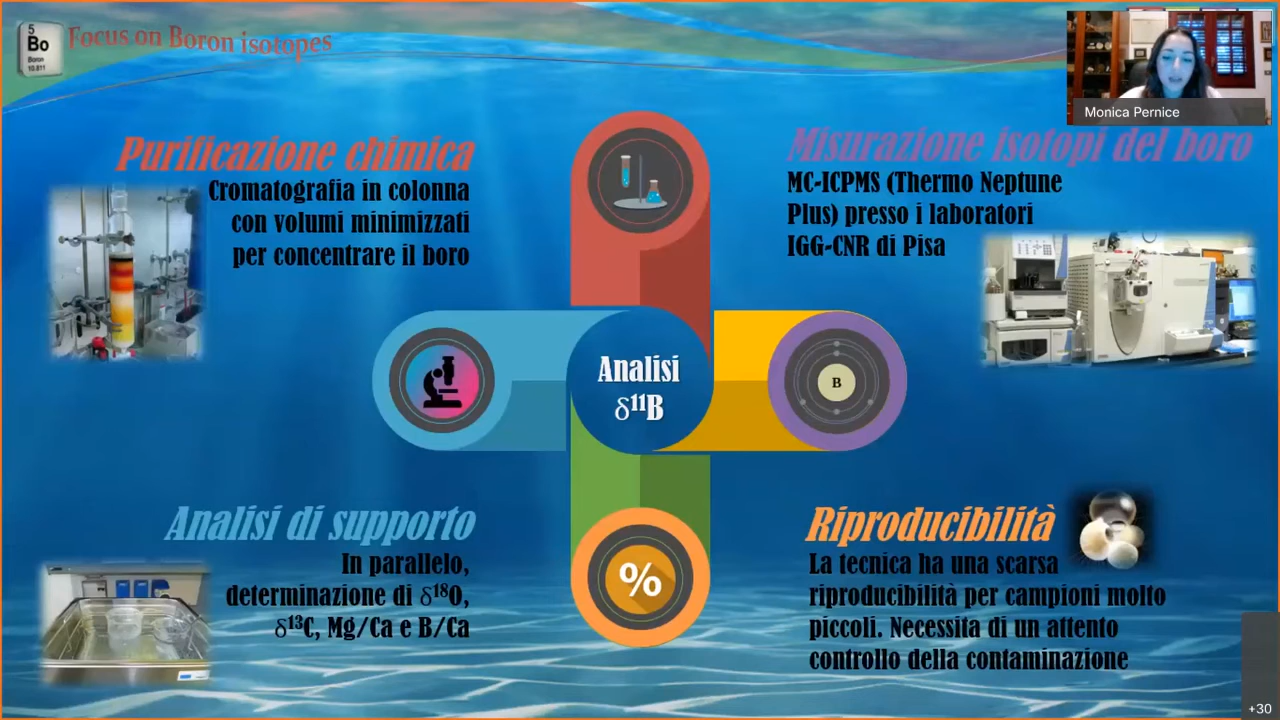 5
Bo
Boron
10.811
Focus on Boron isotopes
Monica Pernice
Purificazione chimica
Cromatografia in colonna
con volumi minimizzati
per concentrare il boro
Misurazione isotopi del boro
MC-ICPMS (Thermo Neptune
Plus) presso i laboratori
IGG-CNR di Pisa
Analisi
δ¹¹B
B
Analisi di supporto
In parallelo,
determinazione di δ¹⁸O,
δ¹³C, Mg/Ca e B/Ca
%
Riproducibilità
La tecnica ha una scarsa
riproducibilità per campioni molto
piccoli. Necessita di un attento
controllo della contaminazione
+30